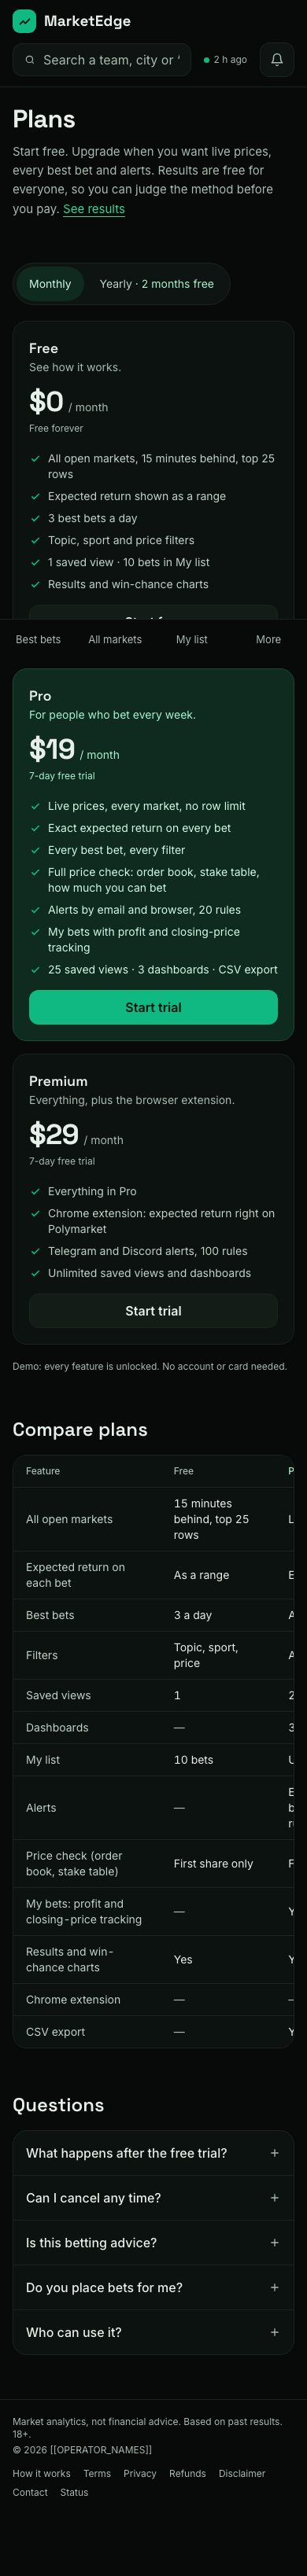 MarketEdge
Search a team, city or '
2 h ago
Plans
Start free. Upgrade when you want live prices,
every best bet and alerts. Results are free for
everyone, so you can judge the method before
you pay. See results
Monthly
Yearly · 2 months free
Free
See how it works.
$0 / month
Free forever
All open markets, 15 minutes behind, top 25
rows
Expected return shown as a range
3 best bets a day
Topic, sport and price filters
1 saved view · 10 bets in My list
Results and win-chance charts
Best bets
All markets
My list
More
Pro
For people who bet every week.
$19 / month
7-day free trial
Live prices, every market, no row limit
Exact expected return on every bet
Every best bet, every filter
Full price check: order book, stake table,
how much you can bet
Alerts by email and browser, 20 rules
My bets with profit and closing-price
tracking
25 saved views · 3 dashboards · CSV export
Start trial
Premium
Everything, plus the browser extension.
$29 / month
7-day free trial
Everything in Pro
Chrome extension: expected return right on
Polymarket
Telegram and Discord alerts, 100 rules
Unlimited saved views and dashboards
Start trial
Demo: every feature is unlocked. No account or card needed.
Compare plans
Feature
Free
All open markets
15 minutes
behind, top 25
rows
Expected return on
each bet
As a range
Best bets
3 a day
Filters
Topic, sport,
price
Saved views
1
Dashboards
—
My list
10 bets
Alerts
—
Price check (order
book, stake table)
First share only
My bets: profit and
closing-price tracking
—
Results and win-
chance charts
Yes
Chrome extension
—
CSV export
—
Questions
What happens after the free trial?
+
Can I cancel any time?
+
Is this betting advice?
+
Do you place bets for me?
+
Who can use it?
+
Market analytics, not financial advice. Based on past results.
18+.
© 2026 [[OPERATOR_NAME]]
How it works
Terms
Privacy
Refunds
Disclaimer
Contact
Status